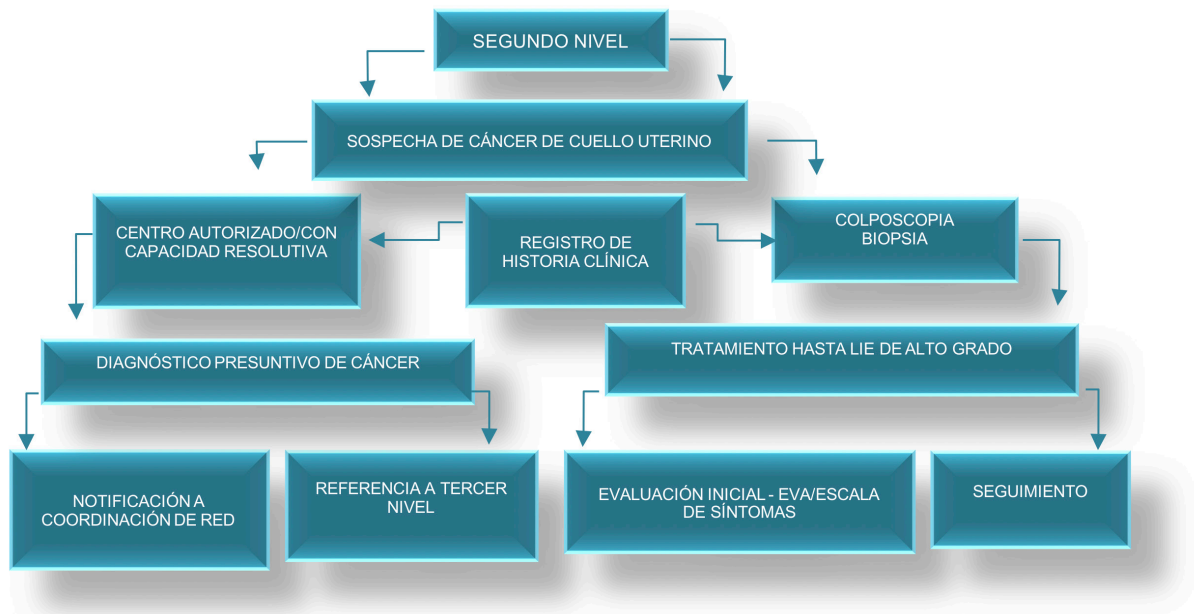 SEGUNDO NIVEL
SOSPECHA DE CÁNCER DE CUELLO UTERINO
CENTRO AUTORIZADO/CON
CAPACIDAD RESOLUTIVA
REGISTRO DE
HISTORIA CLÍNICA
COLPOSCOPIA
BIOPSIA
DIAGNÓSTICO PRESUNTIVO DE CÁNCER
TRATAMIENTO HASTA LIE DE ALTO GRADO
NOTIFICACIÓN A
COORDINACIÓN DE RED
REFERENCIA A TERCER
NIVEL
EVALUACIÓN INICIAL - EVA/ESCALA
DE SÍNTOMAS
SEGUIMIENTO